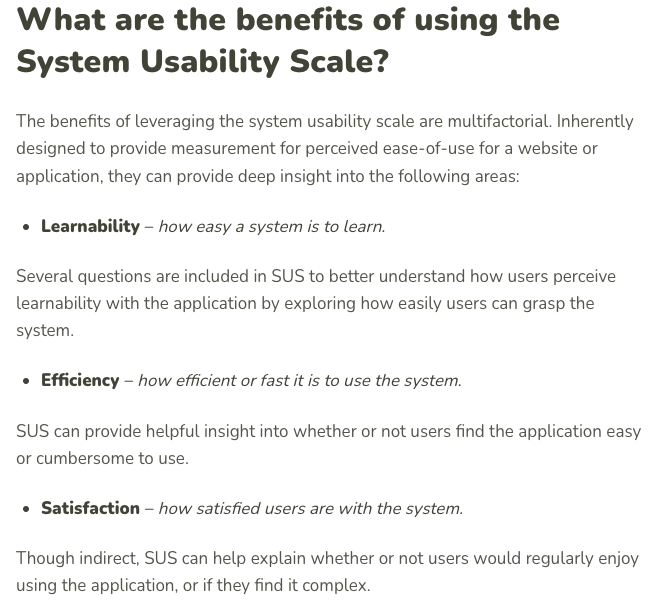 What are the benefits of using the
System Usability Scale?
The benefits of leveraging the system usability scale are multifactorial. Inherently
designed to provide measurement for perceived ease-of-use for a website or
application, they can provide deep insight into the following areas:
• Learnability – how easy a system is to learn.
Several questions are included in SUS to better understand how users perceive
learnability with the application by exploring how easily users can grasp the
system.
• Efficiency – how efficient or fast it is to use the system.
SUS can provide helpful insight into whether or not users find the application easy
or cumbersome to use.
• Satisfaction – how satisfied users are with the system.
Though indirect, SUS can help explain whether or not users would regularly enjoy
using the application, or if they find it complex.